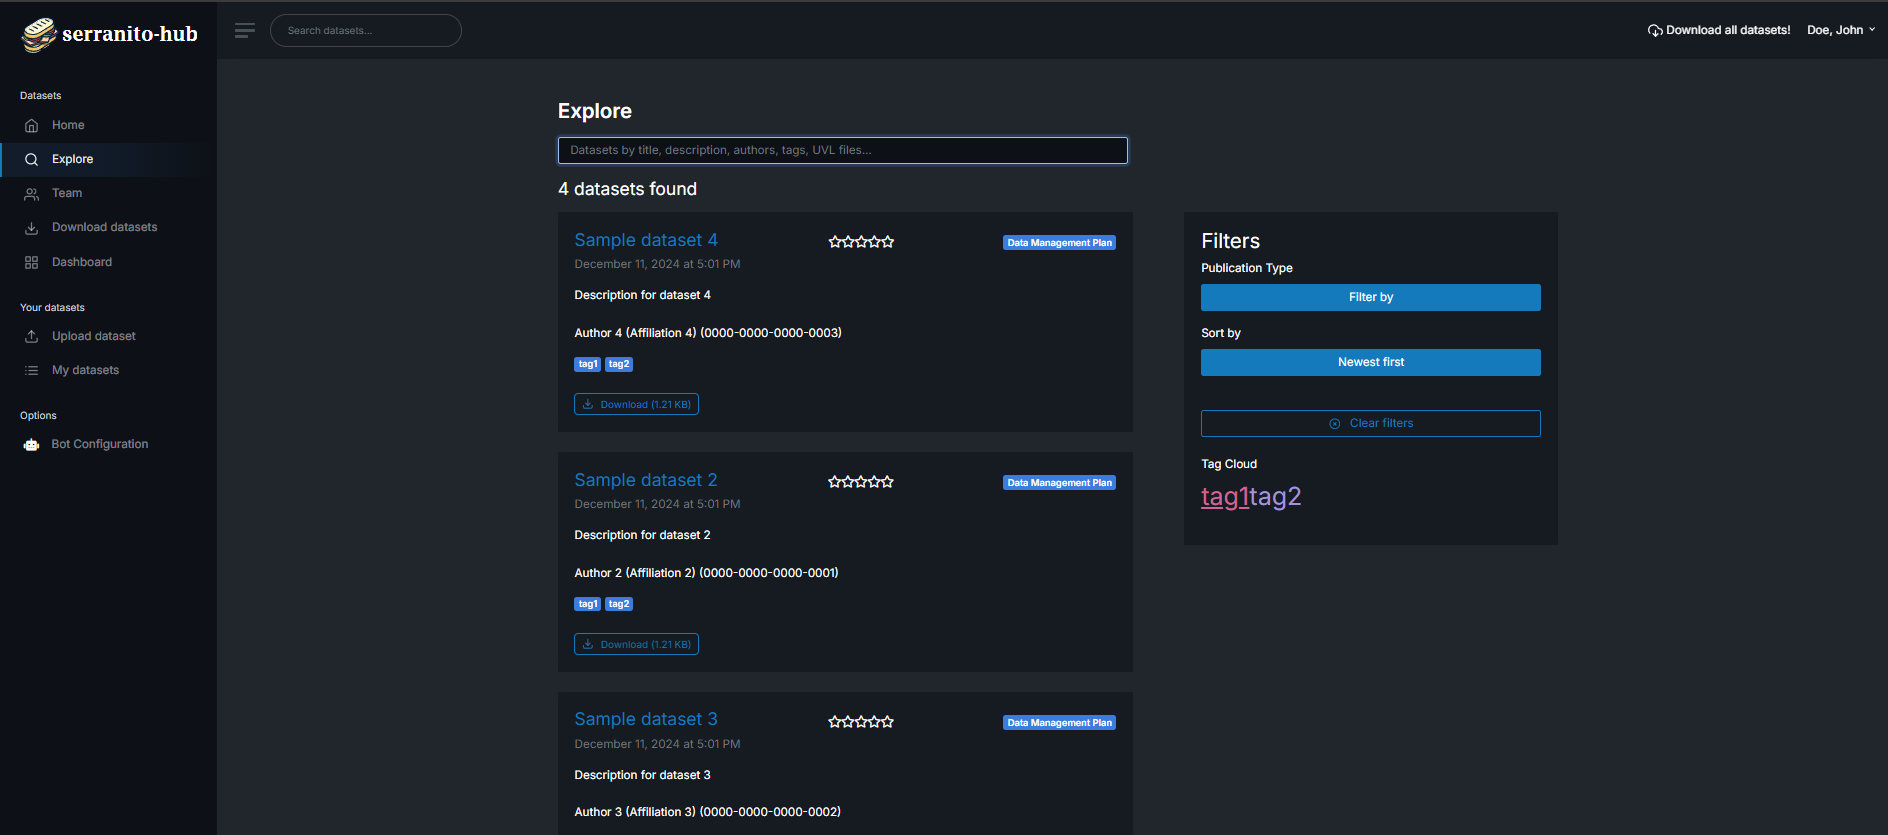 serranito-hub
Search datasets...
Download all datasets!
Doe, John
Datasets
Home
Explore
Team
Download datasets
Dashboard
Your datasets
Upload dataset
My datasets
Options
Bot Configuration
Explore
Datasets by title, description, authors, tags, UVL files...
4 datasets found
Sample dataset 4
Data Management Plan
December 11, 2024 at 5:01 PM
Description for dataset 4
Author 4 (Affiliation 4) (0000-0000-0000-0003)
tag1 tag2
Download (1.21 KB)
Sample dataset 2
Data Management Plan
December 11, 2024 at 5:01 PM
Description for dataset 2
Author 2 (Affiliation 2) (0000-0000-0000-0001)
tag1 tag2
Download (1.21 KB)
Sample dataset 3
Data Management Plan
December 11, 2024 at 5:01 PM
Description for dataset 3
Author 3 (Affiliation 3) (0000-0000-0000-0002)
Filters
Publication Type
Filter by
Sort by
Newest first
Clear filters
Tag Cloud
tag1tag2